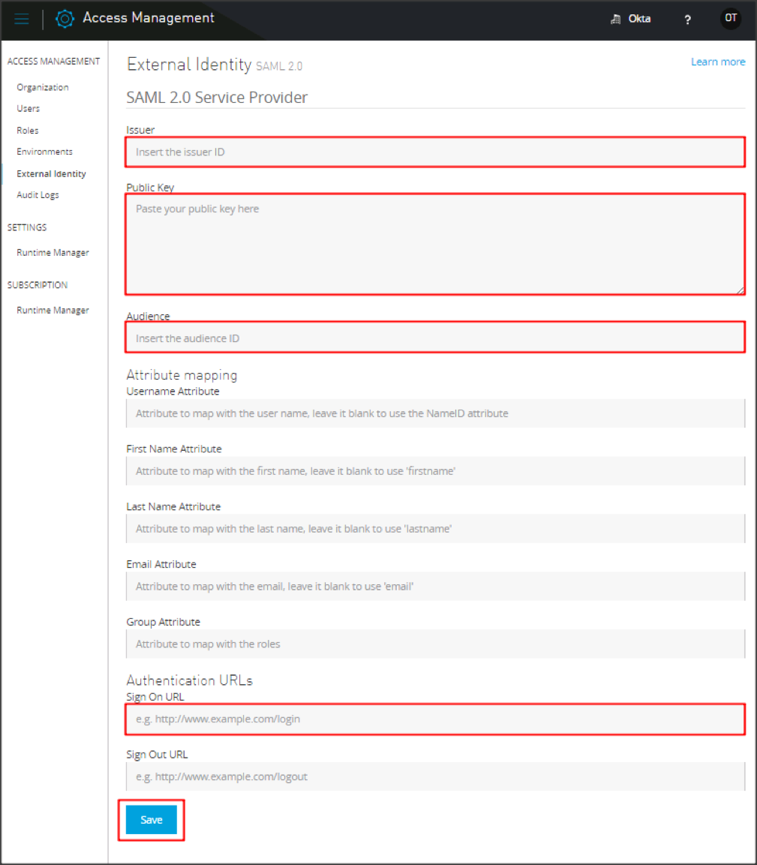 Access Management
Okta
?
OT
ACCESS MANAGEMENT
Organization
Users
Roles
Environments
External Identity
Audit Logs
SETTINGS
Runtime Manager
SUBSCRIPTION
Runtime Manager
External Identity SAML 2.0
Learn more
SAML 2.0 Service Provider
Issuer
Insert the issuer ID
Public Key
Paste your public key here
Audience
Insert the audience ID
Attribute mapping
Username Attribute
Attribute to map with the user name, leave it blank to use the NameID attribute
First Name Attribute
Attribute to map with the first name, leave it blank to use 'firstname'
Last Name Attribute
Attribute to map with the last name, leave it blank to use 'lastname'
Email Attribute
Attribute to map with the email, leave it blank to use 'email'
Group Attribute
Attribute to map with the roles
Authentication URLs
Sign On URL
e.g. http://www.example.com/login
Sign Out URL
e.g. http://www.example.com/logout
Save